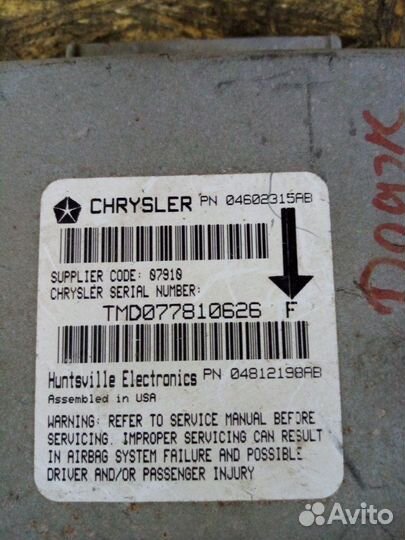 CHRYSLER PN 04602315AB
SUPPLIER CODE: 07910
CHRYSLER SERIAL NUMBER:
TMD077810626 F
Huntsville Electronics PN 04812198AB
Assembled in USA
WARNING: REFER TO SERVICE MANUAL BEFORE
SERVICING. IMPROPER SERVICING CAN RESULT
IN AIRBAG SYSTEM FAILURE AND POSSIBLE
DRIVER AND/OR PASSENGER INJURY
Додж
Avito